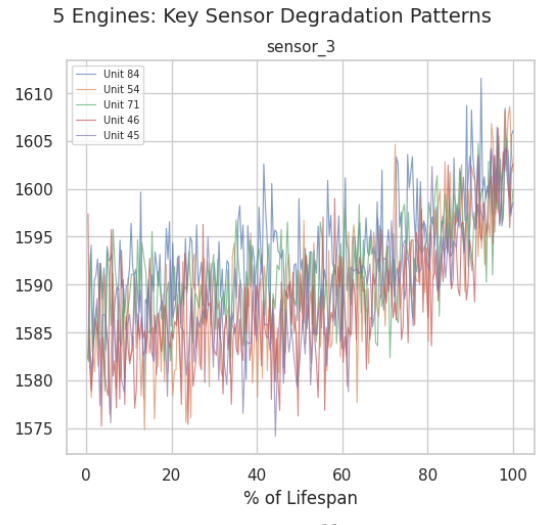 5 Engines: Key Sensor Degradation Patterns
sensor_3
Unit 84
Unit 54
Unit 71
Unit 46
Unit 45
1610
1605
1600
1595
1590
1585
1580
1575
0 20 40 60 80 100
% of Lifespan